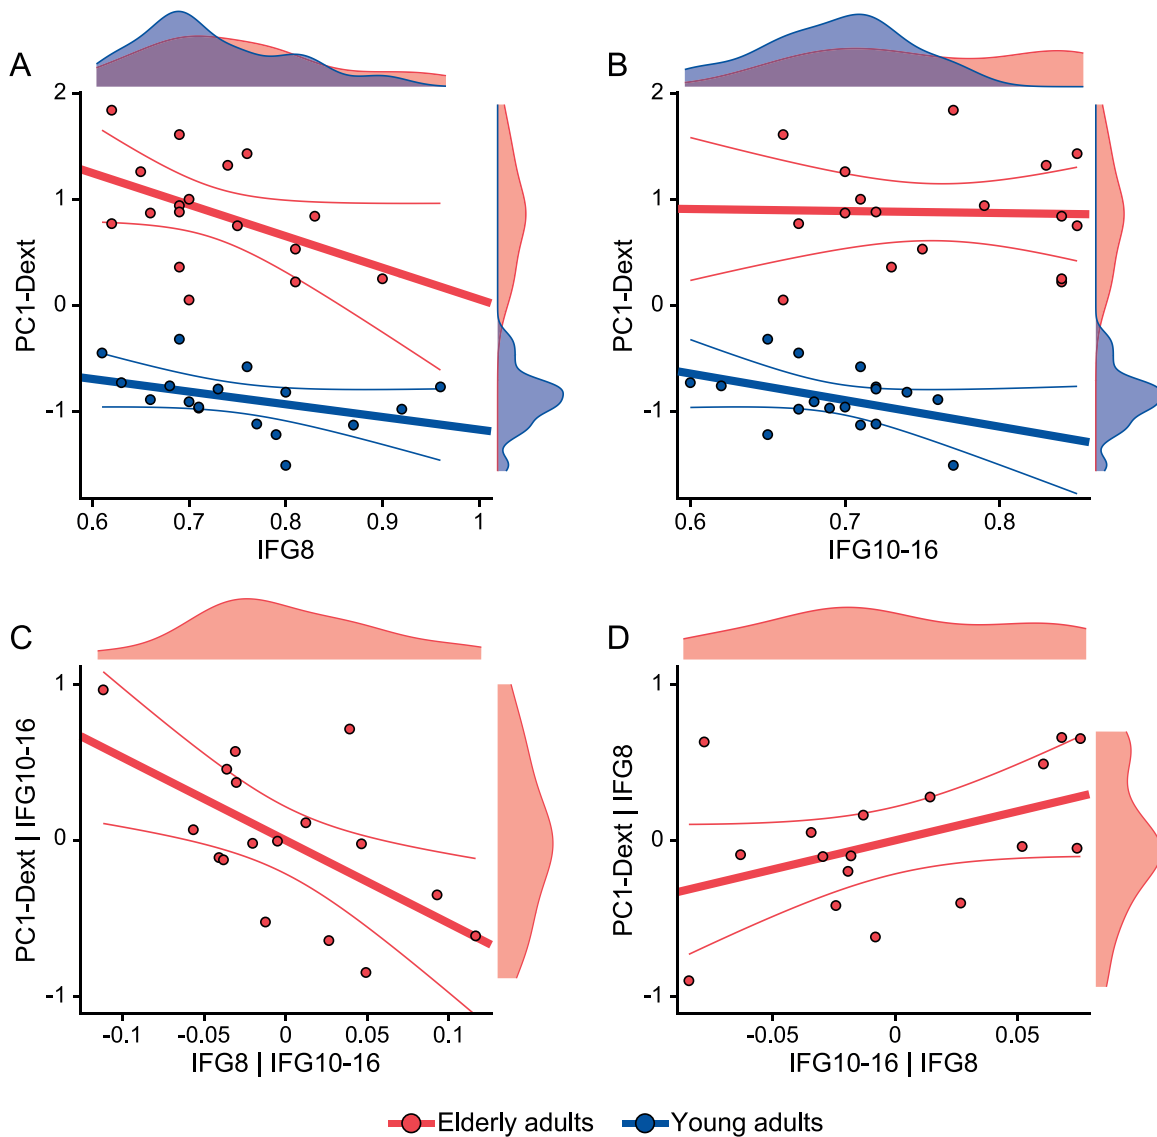 A
B
2
1
0
-1
PC1-Dext
0.6
0.7
0.8
0.9
1
IFG8
2
1
0
-1
PC1-Dext
0.6
0.7
0.8
IFG10-16
C
D
1
0
-1
PC1-Dext | IFG10-16
-0.1
-0.05
0
0.05
0.1
IFG8 | IFG10-16
1
0
-1
PC1-Dext | IFG8
-0.05
0
0.05
IFG10-16 | IFG8
Elderly adults
Young adults